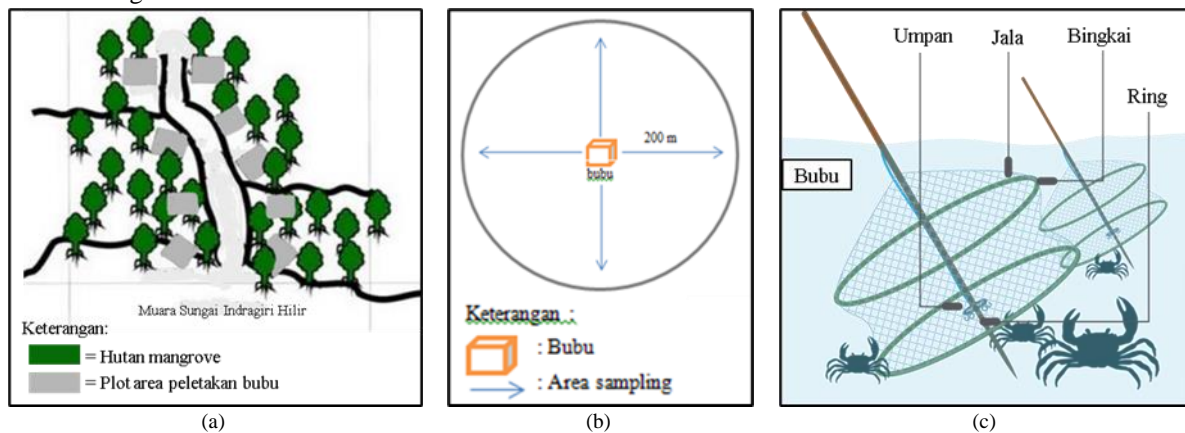 Muara Sungai Indragiri Hilir
Keterangan:
= Hutan mangrove
= Plot area peletakan bubu
(a)
200 m
bubu
Keterangan :
: Bubu
: Area sampling
(b)
Umpan
Jala
Bingkai
Ring
Bubu
(c)